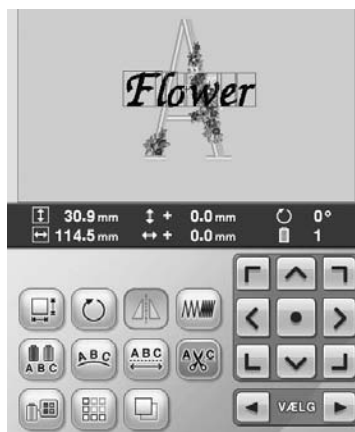 A
Flower
30.9 mm + 0.0 mm 0°
114.5 mm + 0.0 mm 1
ABC ABC ABC ABC
VÆLG